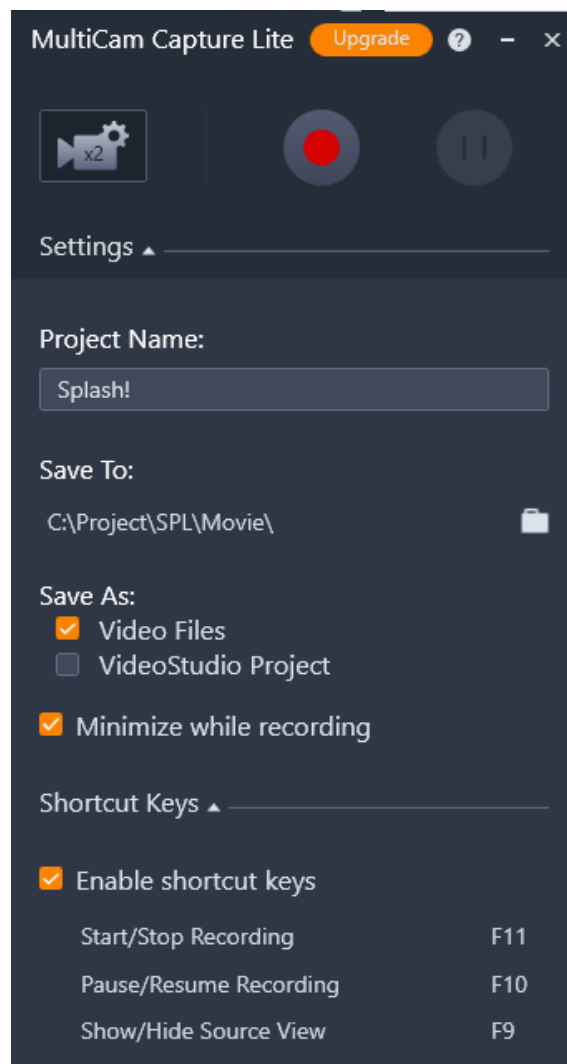 MultiCam Capture Lite Upgrade ?
x2
Settings
Project Name:
Splash!
Save To:
C:\Project\SPL\Movie\
Save As:
Video Files
VideoStudio Project
Minimize while recording
Shortcut Keys
Enable shortcut keys
Start/Stop Recording F11
Pause/Resume Recording F10
Show/Hide Source View F9